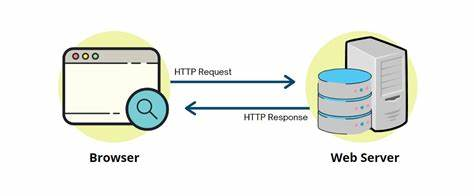 HTTP Request
HTTP Response
Browser
Web Server